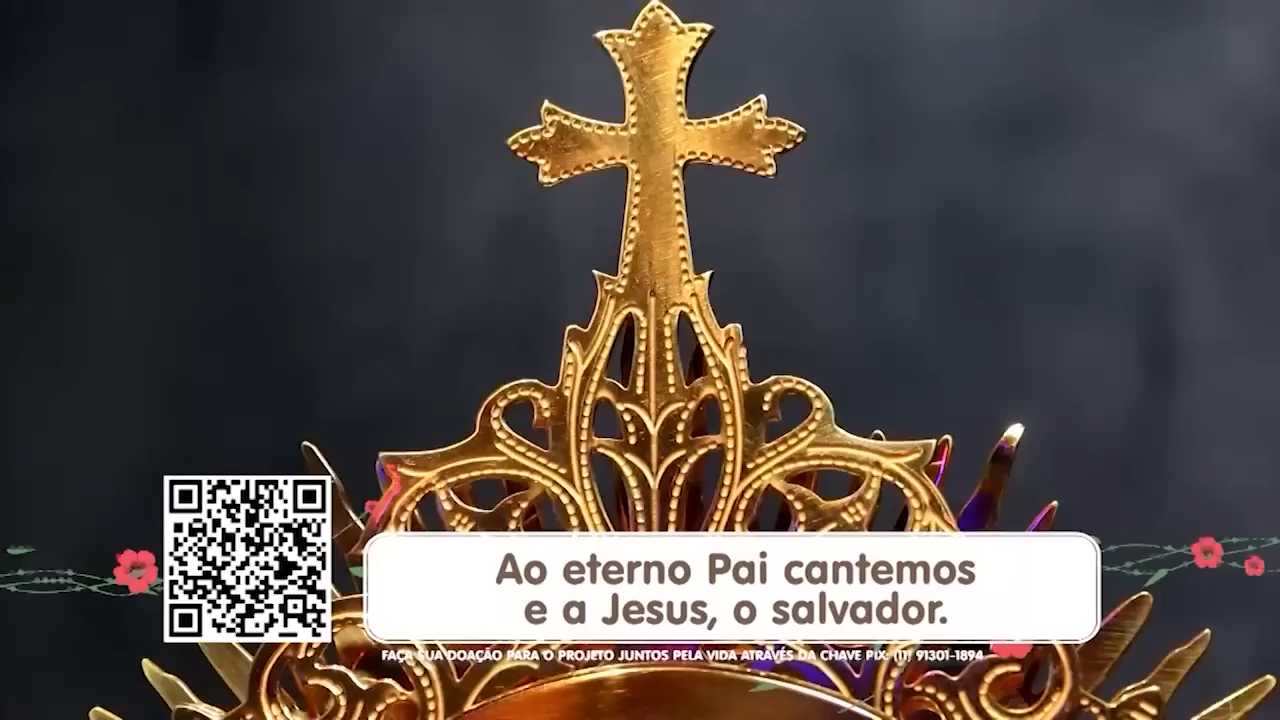 Ao eterno Pai cantemos
e a Jesus, o salvador.
FAÇA SUA DOAÇÃO PARA O PROJETO JUNTOS PELA VIDA ATRAVÉS DA CHAVE PIX: (11) 91301-1894